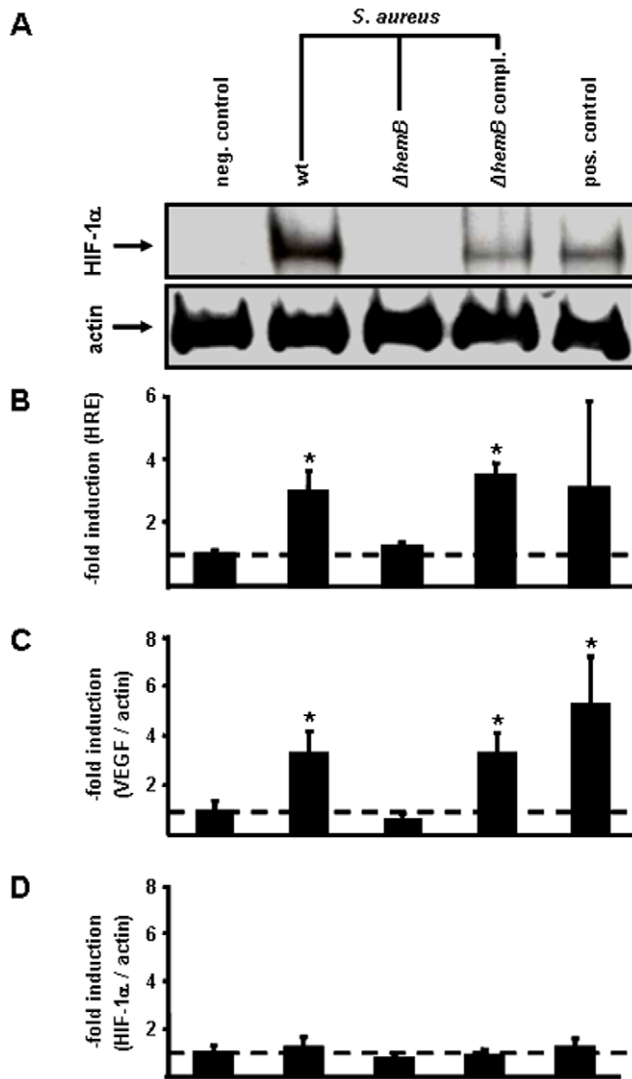 A
S. aureus
neg. control
wt
ΔhemB
ΔhemB compl.
pos. control
HIF-1α
actin
B
-fold induction (HRE)
6
4
2
*
*
C
-fold induction
(VEGF / actin)
8
6
4
2
*
*
*
D
-fold induction
(HIF-1α / actin)
8
6
4
2